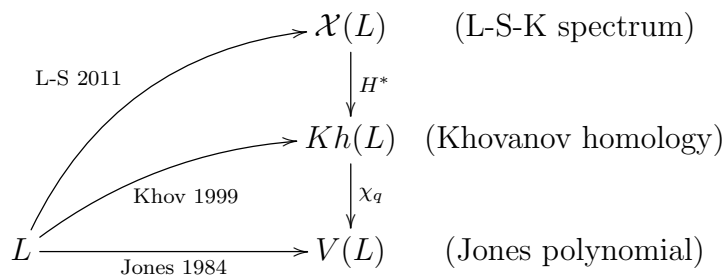 𝒳(L) (L-S-K spectrum)
L-S 2011
H*
Kh(L) (Khovanov homology)
Khov 1999
χ_q
L V(L) (Jones polynomial)
Jones 1984